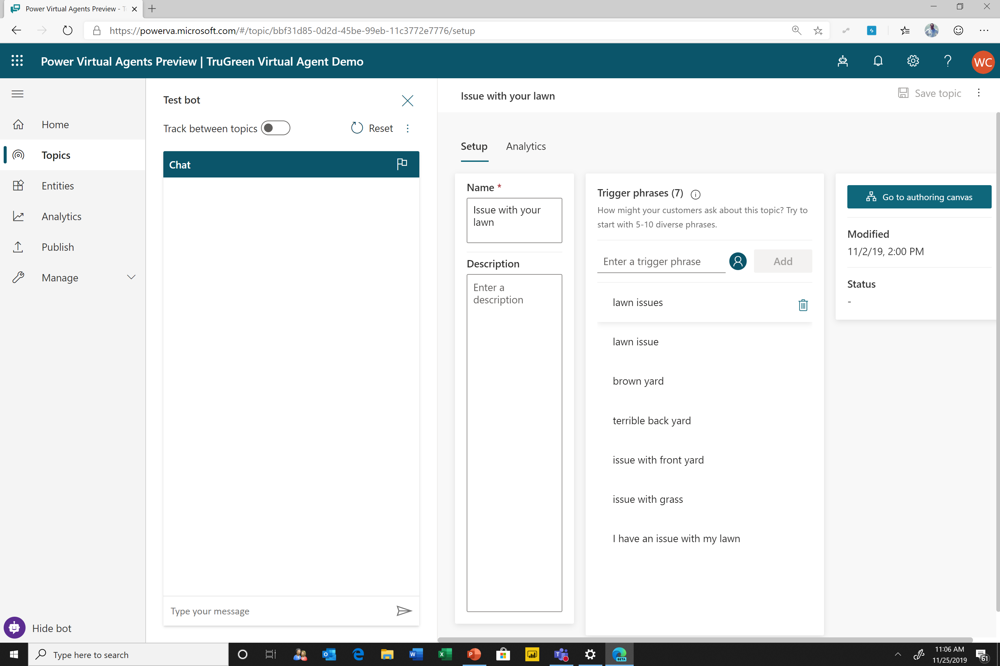 Power Virtual Agents Preview - T
https://powerva.microsoft.com/#/topic/bbf31d85-0d2d-45be-99eb-11c3772e7776/setup
Power Virtual Agents Preview | TruGreen Virtual Agent Demo
WC
Home
Topics
Entities
Analytics
Publish
Manage
Hide bot
Test bot
Track between topics
Reset
Chat
Type your message
Issue with your lawn
Save topic
Setup
Analytics
Name *
Issue with your
lawn
Description
Enter a
description
Trigger phrases (7)
How might your customers ask about this topic? Try to
start with 5-10 diverse phrases.
Enter a trigger phrase
Add
lawn issues
lawn issue
brown yard
terrible back yard
issue with front yard
issue with grass
I have an issue with my lawn
Go to authoring canvas
Modified
11/2/19, 2:00 PM
Status
-
Type here to search
BETA
11:06 AM
11/25/2019
61